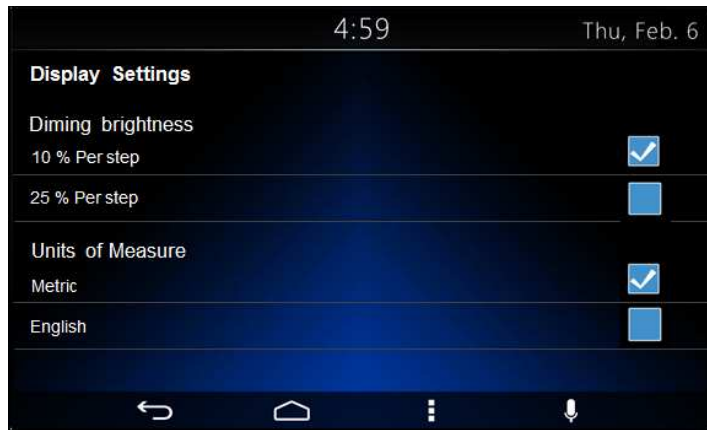 4:59
Thu, Feb. 6
Display Settings
Diming brightness
10 % Per step
25 % Per step
Units of Measure
Metric
English